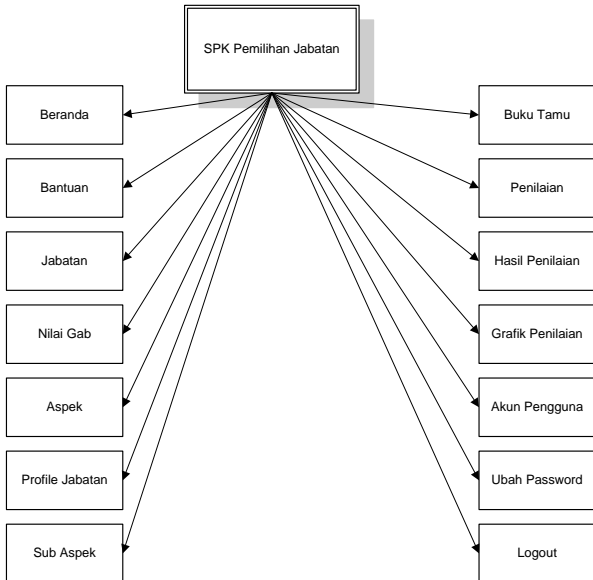 SPK Pemilihan Jabatan
Beranda
Bantuan
Jabatan
Nilai Gab
Aspek
Profile Jabatan
Sub Aspek
Buku Tamu
Penilaian
Hasil Penilaian
Grafik Penilaian
Akun Pengguna
Ubah Password
Logout